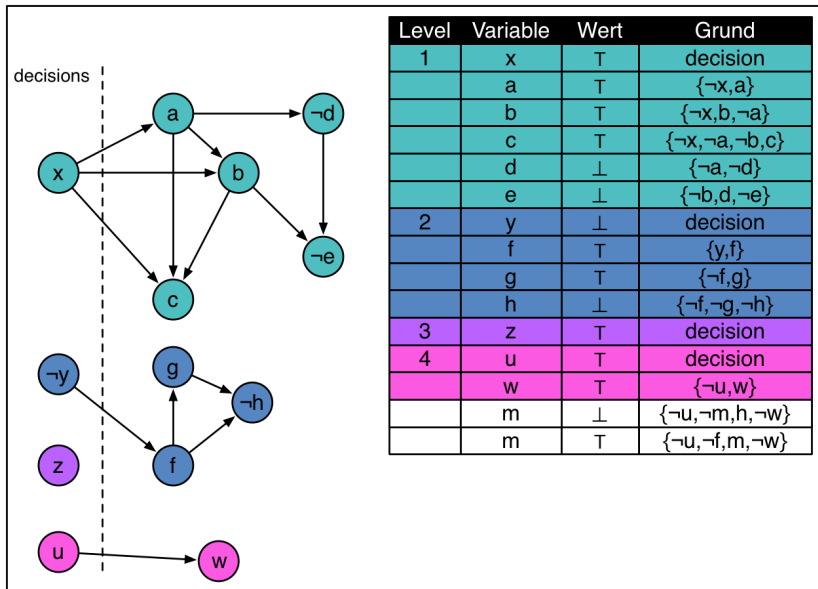 decisions
a
¬d
x
b
¬e
c
¬y
g
¬h
z
f
u
w
Level Variable Wert Grund
1 x ⊤ decision
a ⊤ {¬x,a}
b ⊤ {¬x,b,¬a}
c ⊤ {¬x,¬a,¬b,c}
d ⊥ {¬a,¬d}
e ⊥ {¬b,d,¬e}
2 y ⊥ decision
f ⊤ {y,f}
g ⊤ {¬f,g}
h ⊥ {¬f,¬g,¬h}
3 z ⊤ decision
4 u ⊤ decision
w ⊤ {¬u,w}
m ⊥ {¬u,¬m,h,¬w}
m ⊤ {¬u,¬f,m,¬w}